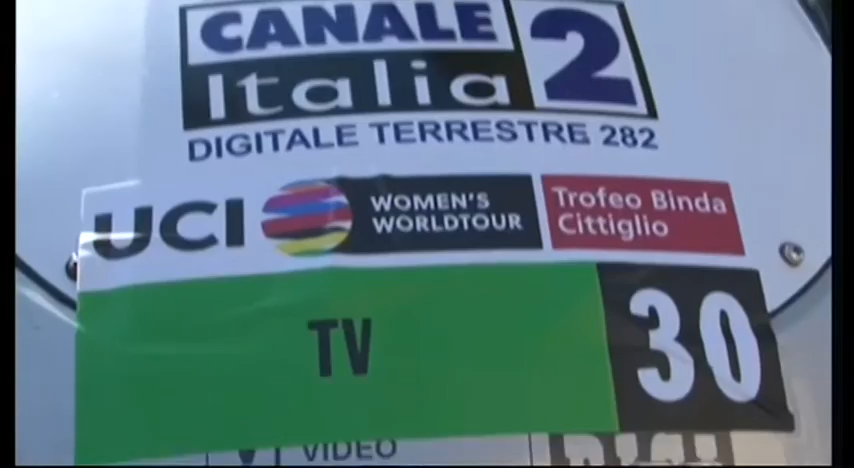 CANALE 2
Italia
DIGITALE TERRESTRE 282
UCI WOMEN'S WORLDTOUR Trofeo Binda Cittiglio
TV 30
VIDEO